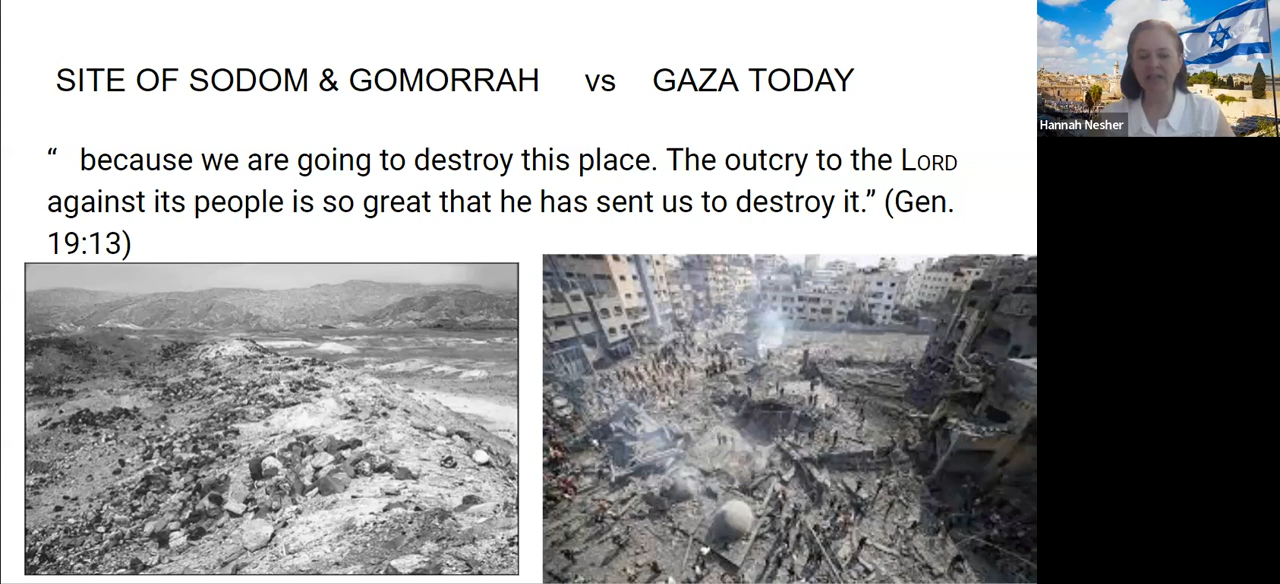 SITE OF SODOM & GOMORRAH vs GAZA TODAY
“ because we are going to destroy this place. The outcry to the LORD
against its people is so great that he has sent us to destroy it.” (Gen.
19:13)
Hannah Nesher